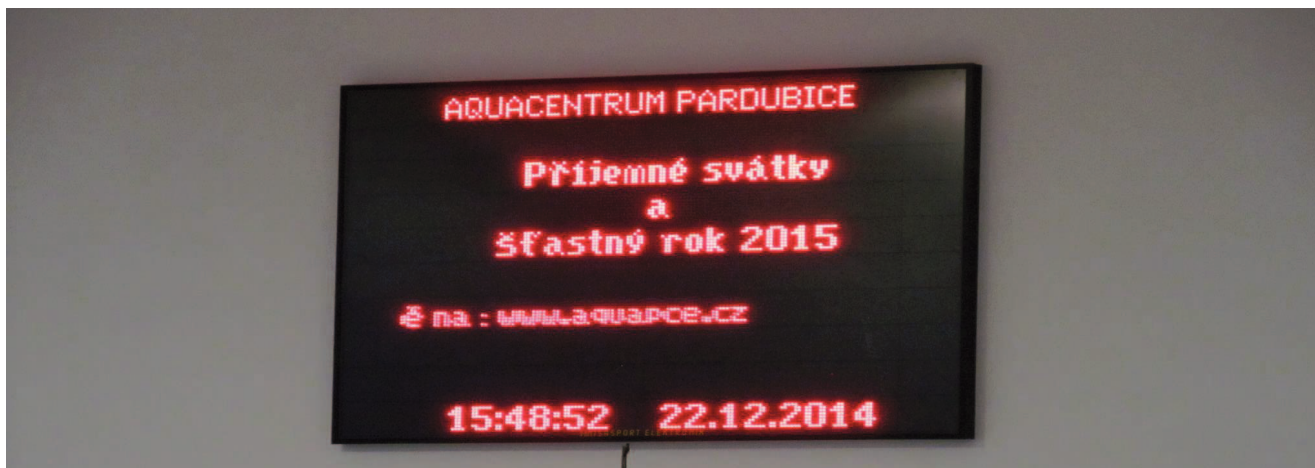 AQUACENTRUM PARDUBICE
Příjemné svátky
a
šťastný rok 2015
ě na : www.aquapce.cz
15:48:52 22.12.2014